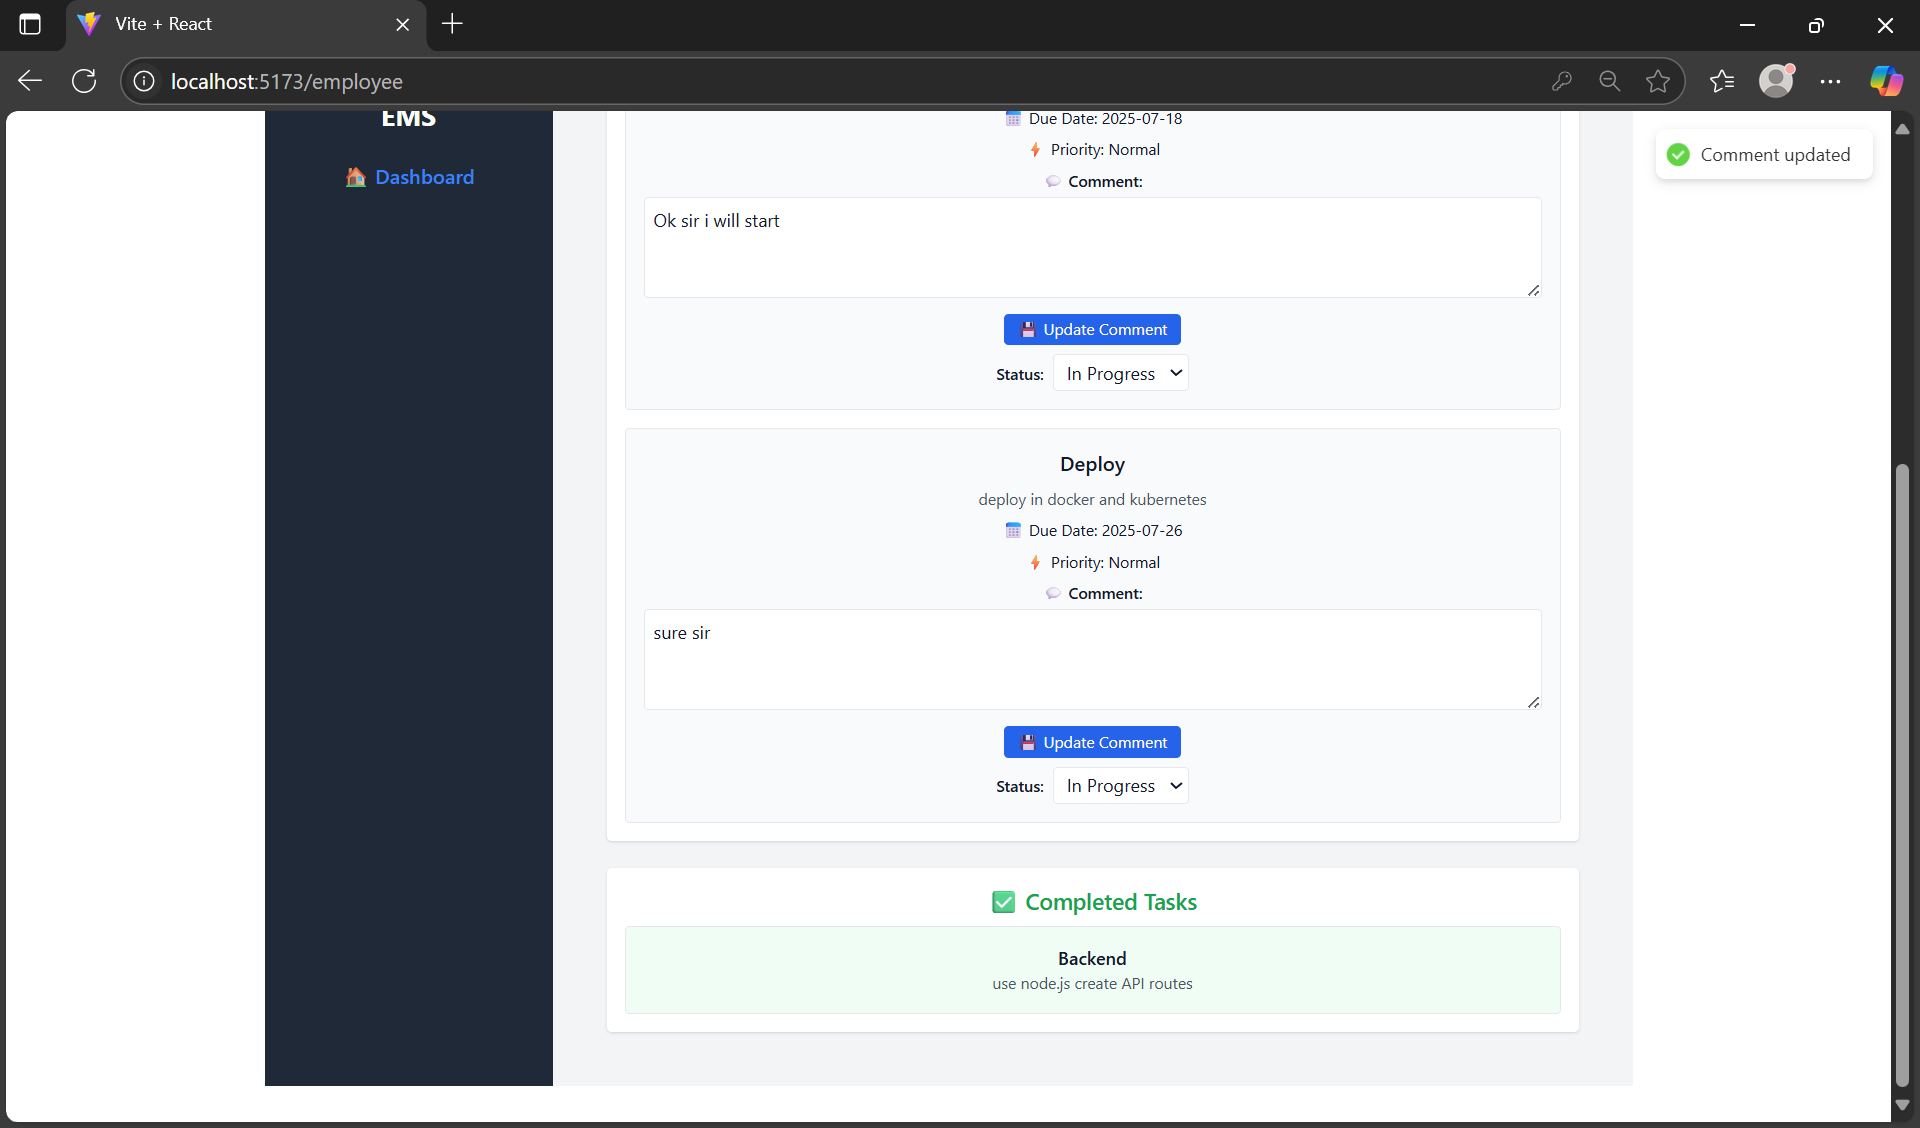 Vite + React
localhost:5173/employee
EMS
Dashboard
Due Date: 2025-07-18
Priority: Normal
Comment:
Ok sir i will start
Update Comment
Status: In Progress
Deploy
deploy in docker and kubernetes
Due Date: 2025-07-26
Priority: Normal
Comment:
sure sir
Update Comment
Status: In Progress
Completed Tasks
Backend
use node.js create API routes
Comment updated